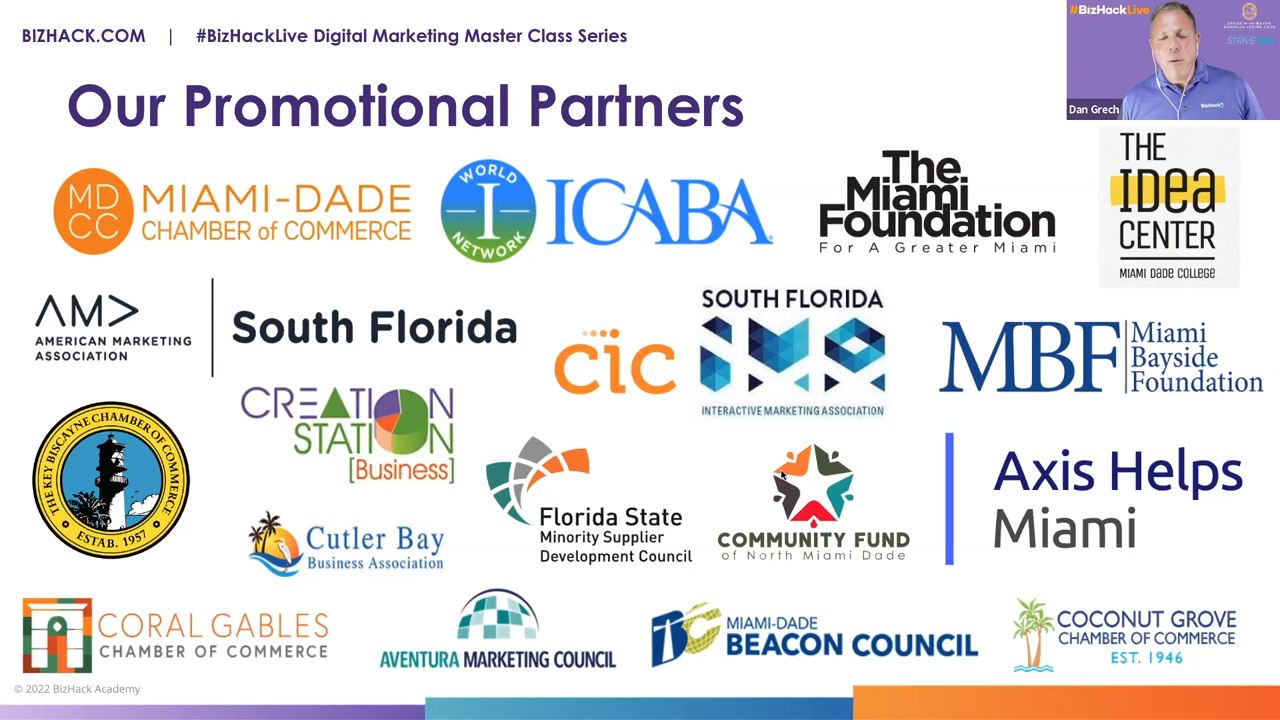 BIZHACK.COM | #BizHackLive Digital Marketing Master Class Series
#BizHackLive
Dan Grech
BizHack
Our Promotional Partners
MD
CC
MIAMI-DADE
CHAMBER of COMMERCE
WORLD
I
NETWORK
ICABA
The
Miami
Foundation
For A Greater Miami
THE
IDEA
CENTER
MIAMI DADE COLLEGE
AMA
AMERICAN MARKETING
ASSOCIATION
South Florida
cic
SOUTH FLORIDA
IMA
INTERACTIVE MARKETING ASSOCIATION
MBF
Miami
Bayside
Foundation
THE KEY BISCAYNE CHAMBER OF COMMERCE
ESTAB. 1957
CREATION
STATION
[Business]
Cutler Bay
Business Association
Florida State
Minority Supplier
Development Council
COMMUNITY FUND
of North Miami Dade
Axis Helps
Miami
CORAL GABLES
CHAMBER OF COMMERCE
AVENTURA MARKETING COUNCIL
MIAMI-DADE
BEACON COUNCIL
COCONUT GROVE
CHAMBER OF COMMERCE
EST. 1946
© 2022 BizHack Academy